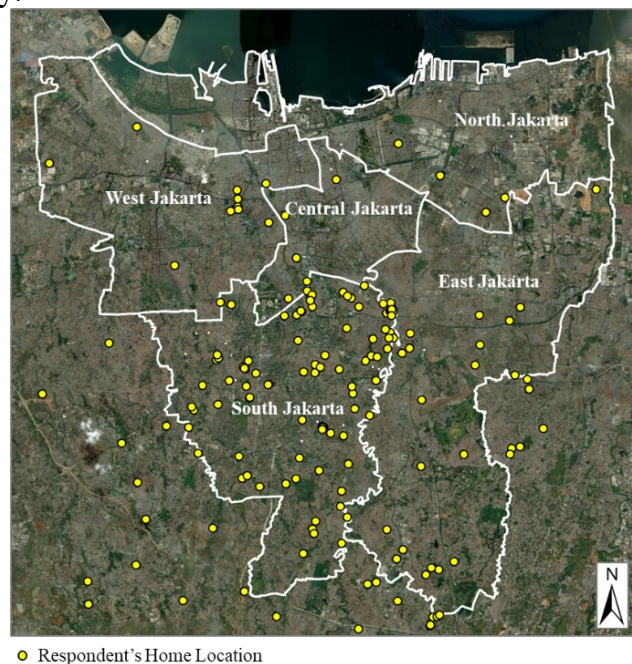 y.
North Jakarta
West Jakarta
Central Jakarta
East Jakarta
South Jakarta
N
Respondent's Home Location